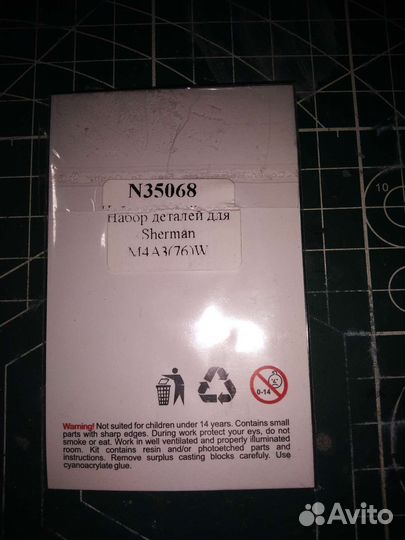 N35068
Набор деталей для
Sherman
M4A3(76)W
10
0-14
Warning! Not suited for children under 14 years. Contains small
parts with sharp edges. During work protect your eyes, do not
smoke or eat. Work in well ventilated and properly illuminated
room. Kit contains resin and/or photoetched parts and
instructions. Remove surplus casting blocks carefuly. Use
cyanoacrylate glue.
Avito